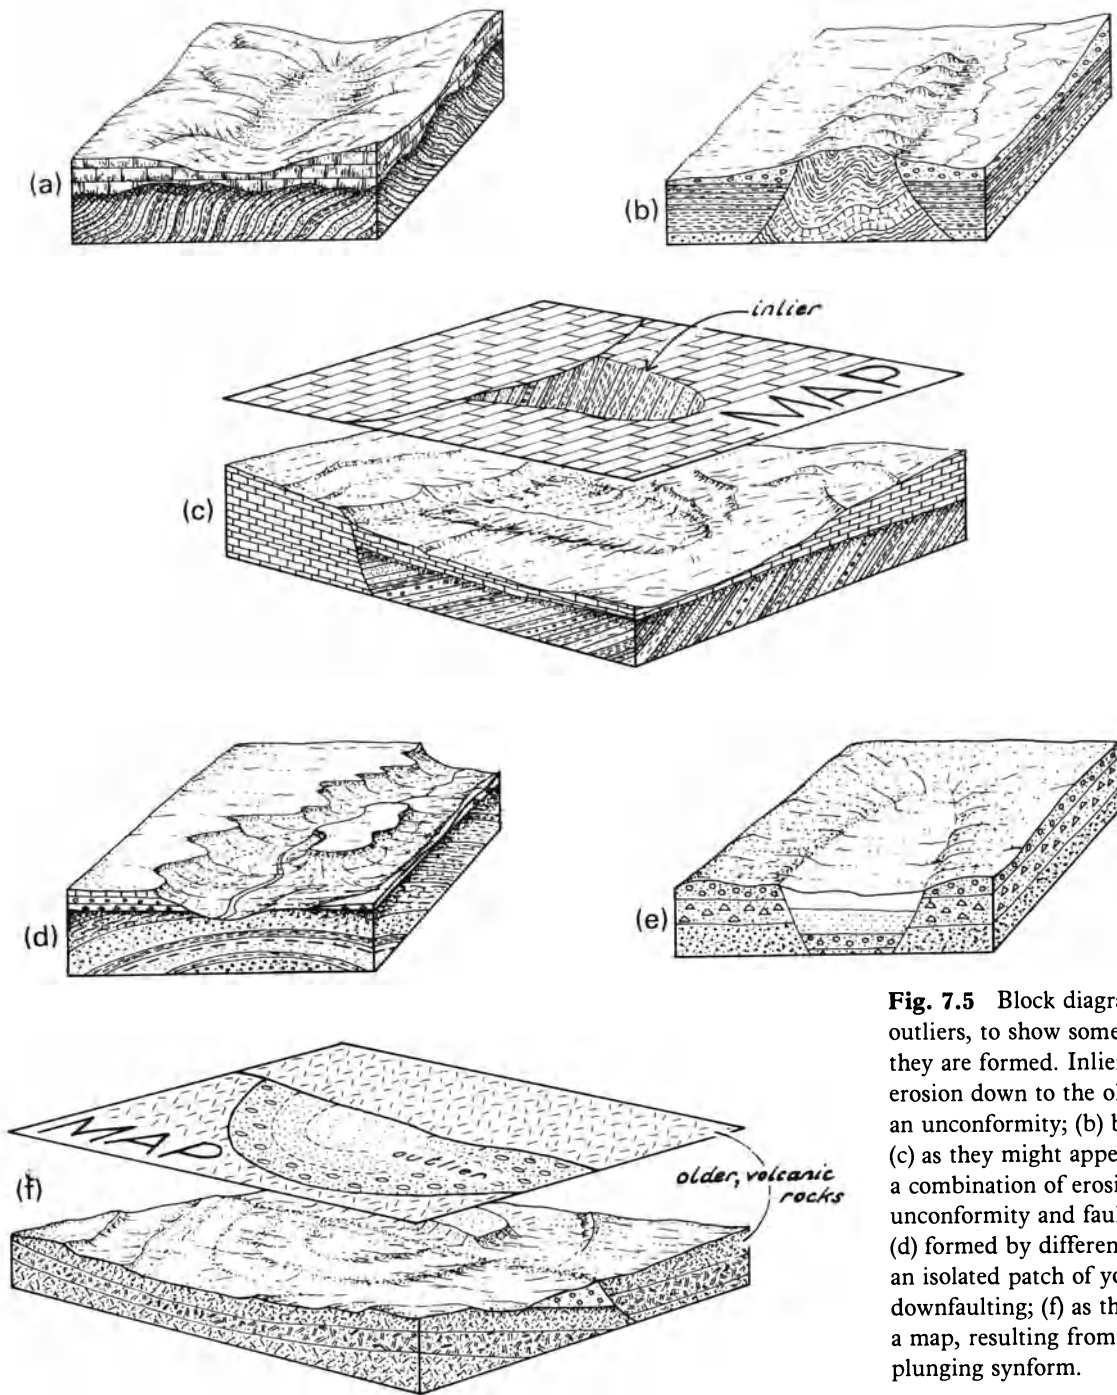 (a)
(b)
inlier
MAP
(c)
(d)
(e)
Fig. 7.5 Block diagra
outliers, to show some
they are formed. Inlie
erosion down to the ol
an unconformity; (b) b
(c) as they might appe
a combination of erosi
unconformity and faul
(d) formed by differen
an isolated patch of yo
downfaulting; (f) as th
a map, resulting from
plunging synform.
MAP
outlier
older, volcanic
rocks
(f)